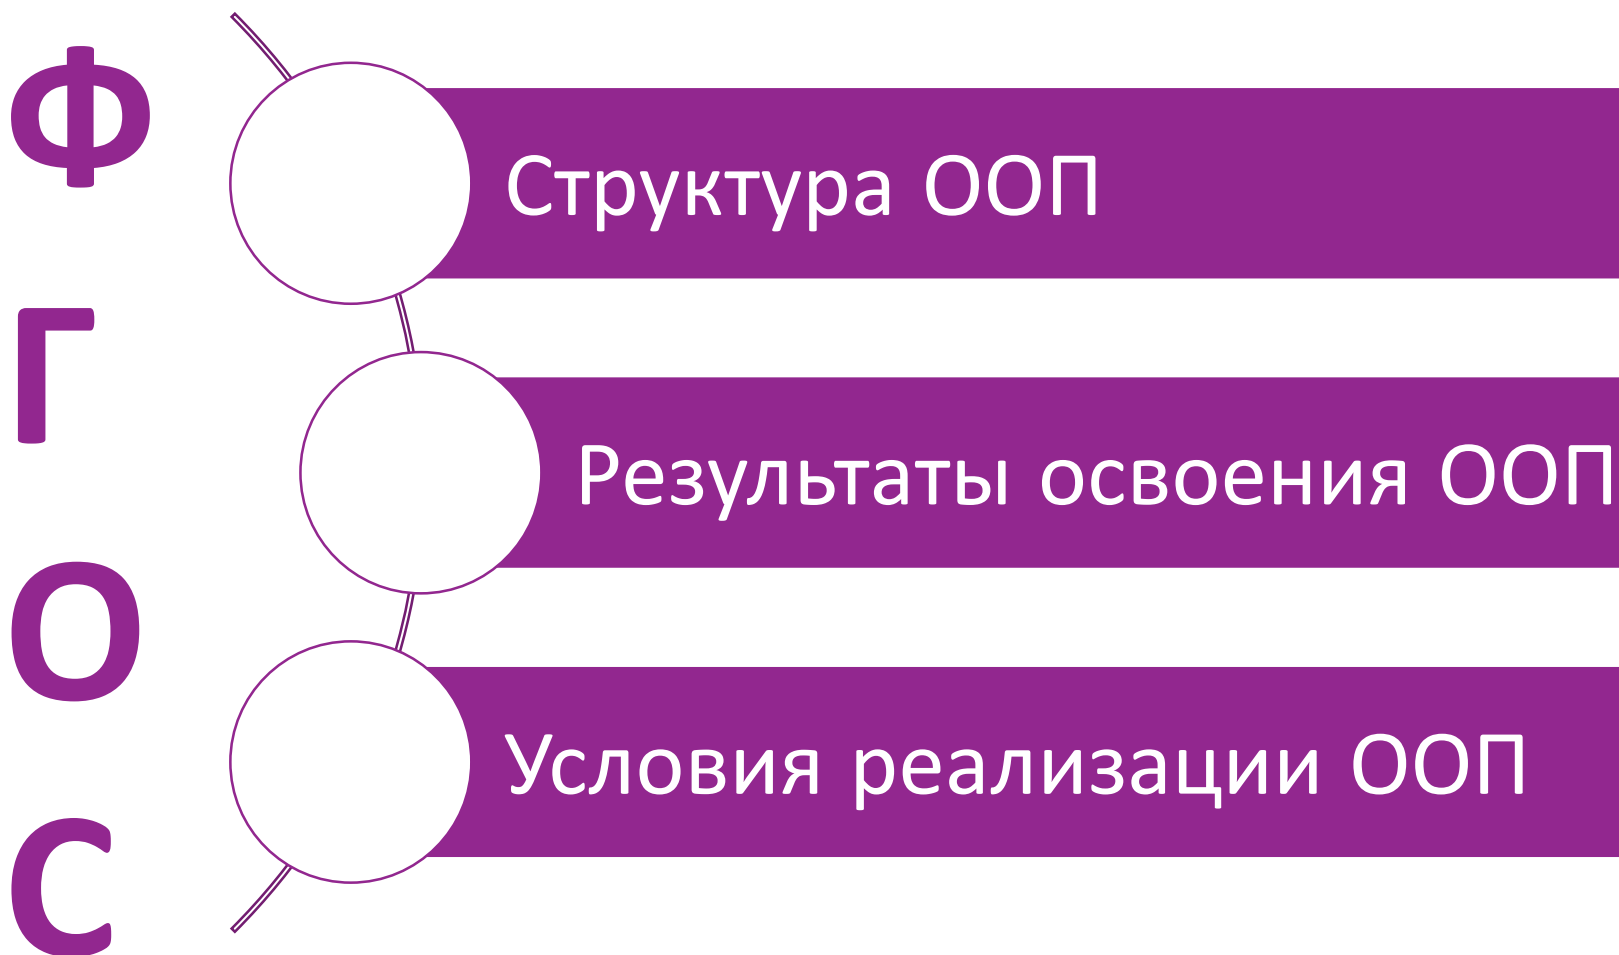 Ф
Г
О
С
Структура ООП
Результаты освоения ООП
Условия реализации ООП